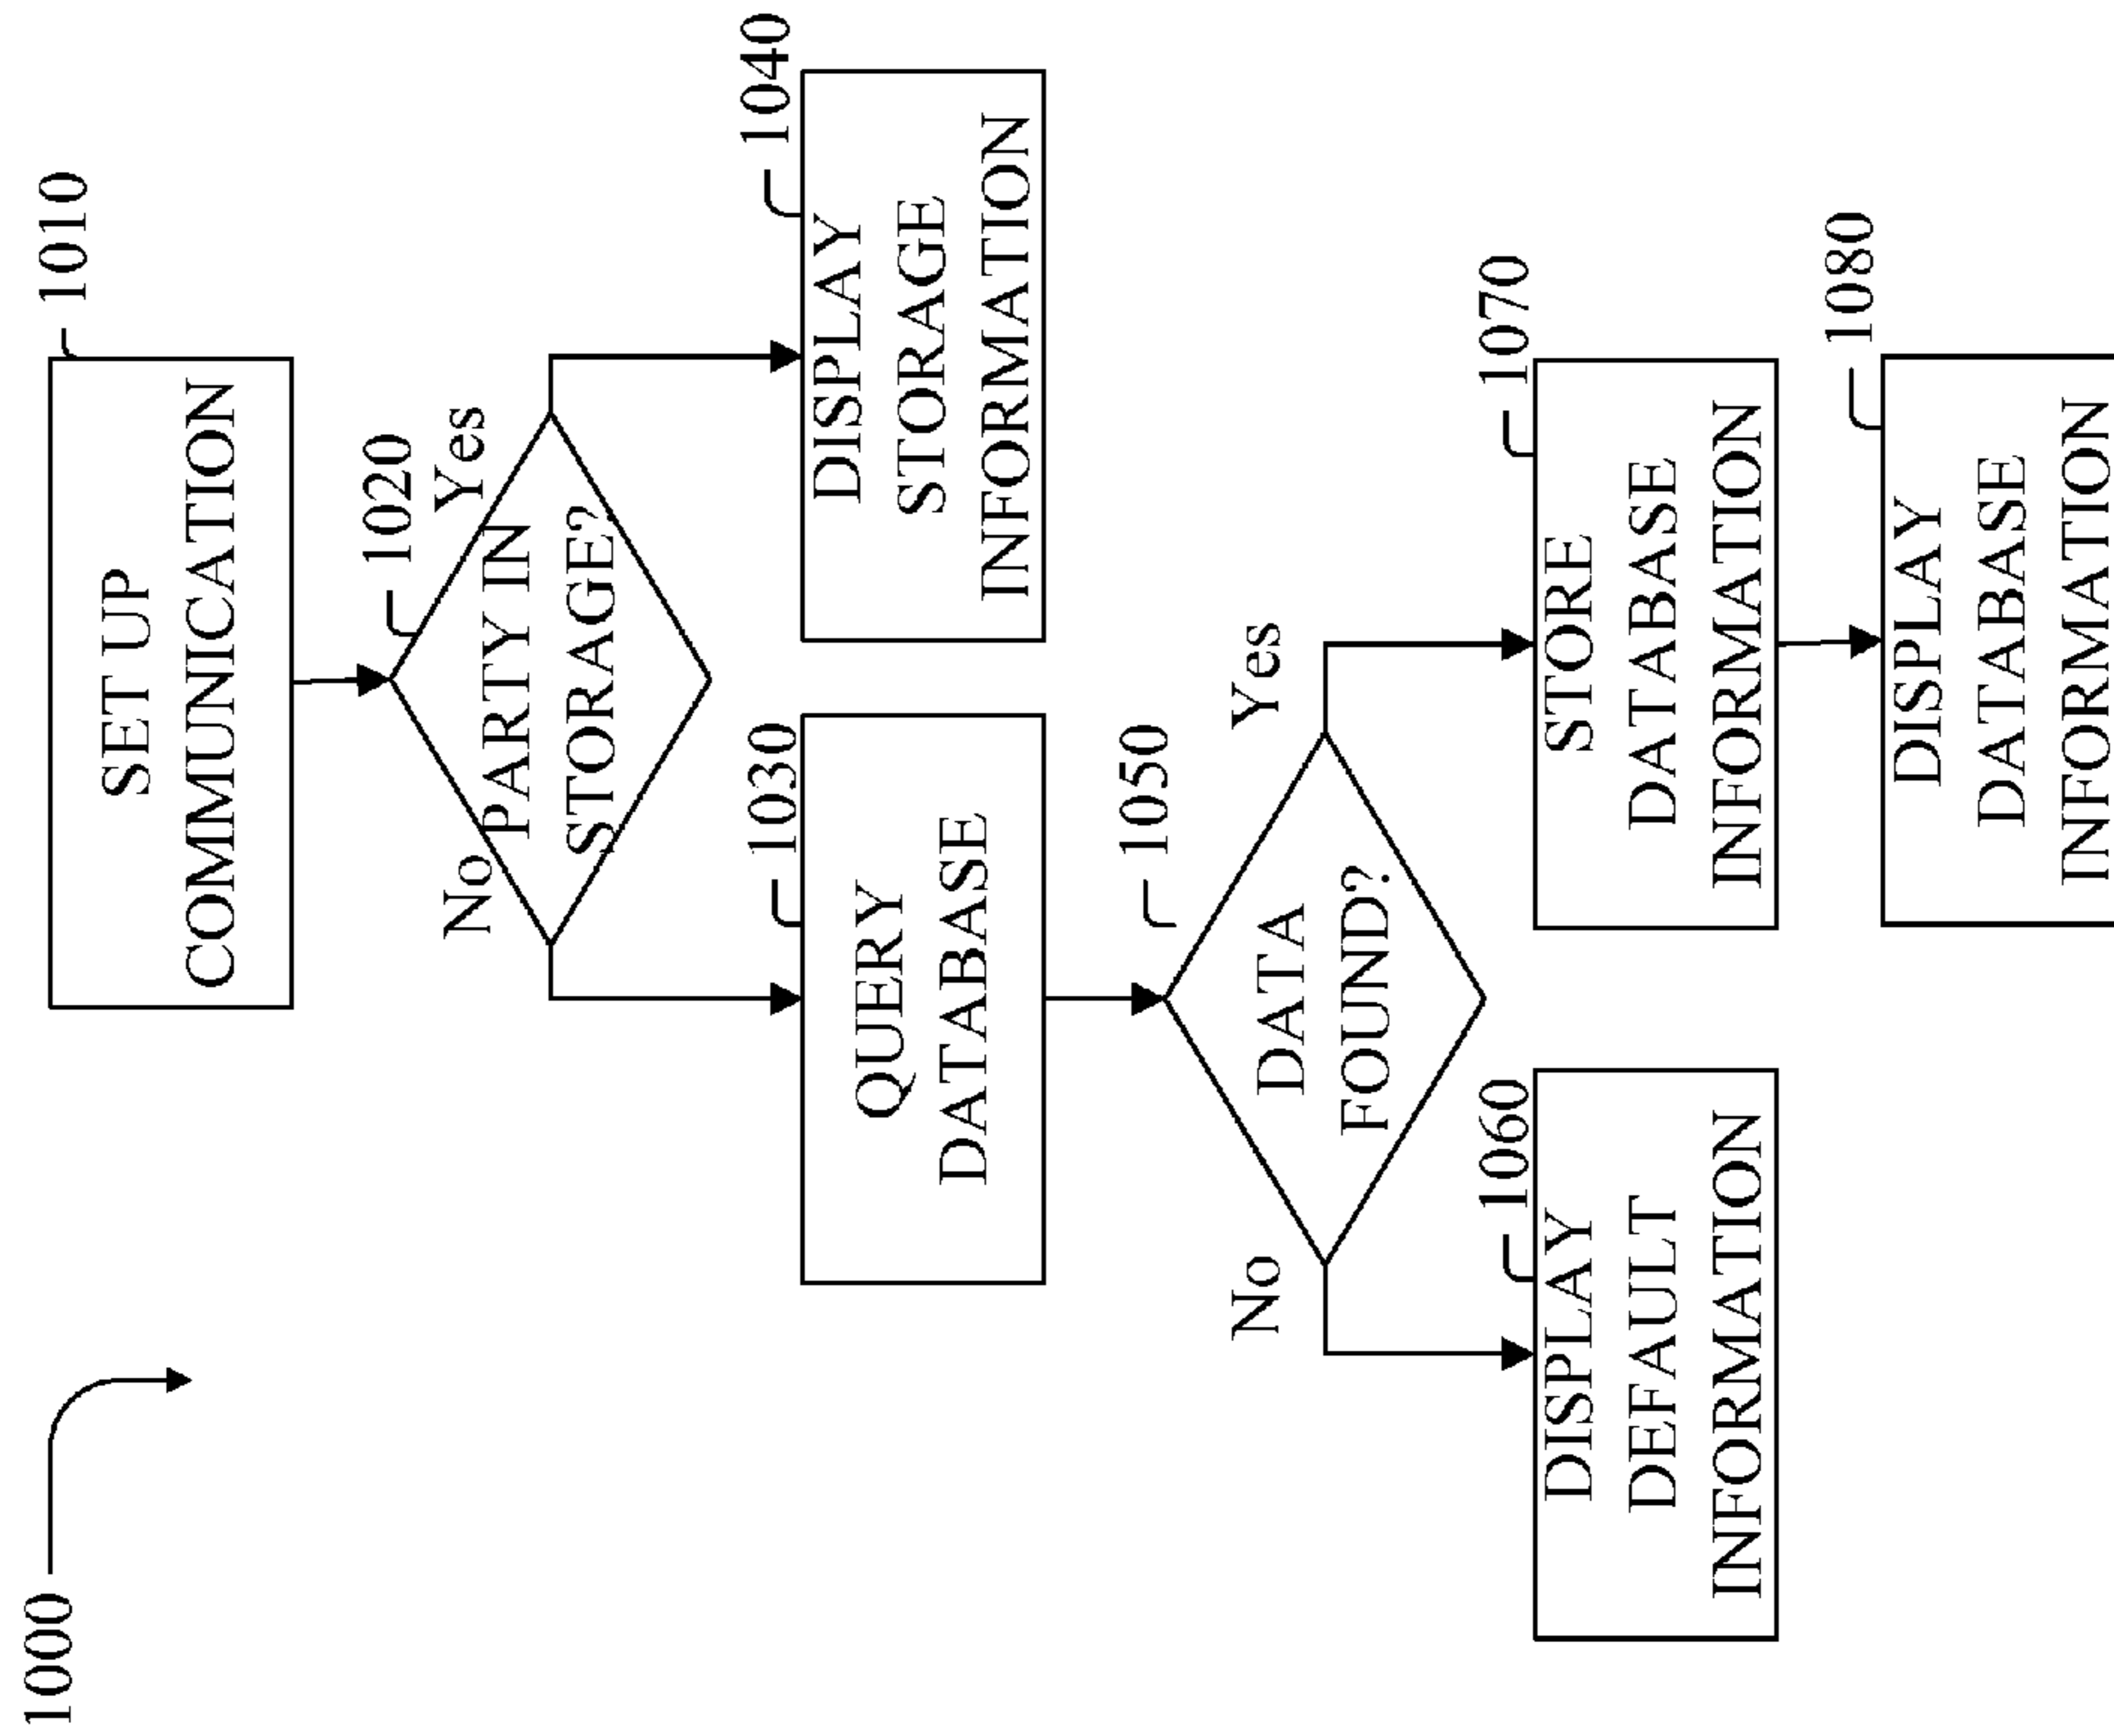 1000
1010
SET UP
COMMUNICATION
1020
No
Yes
PARTY IN
STORAGE?
1030
QUERY
DATABASE
1040
DISPLAY
STORAGE
INFORMATION
1050
No
Yes
DATA
FOUND?
1060
DISPLAY
DEFAULT
INFORMATION
1070
STORE
DATABASE
INFORMATION
1080
DISPLAY
DATABASE
INFORMATION